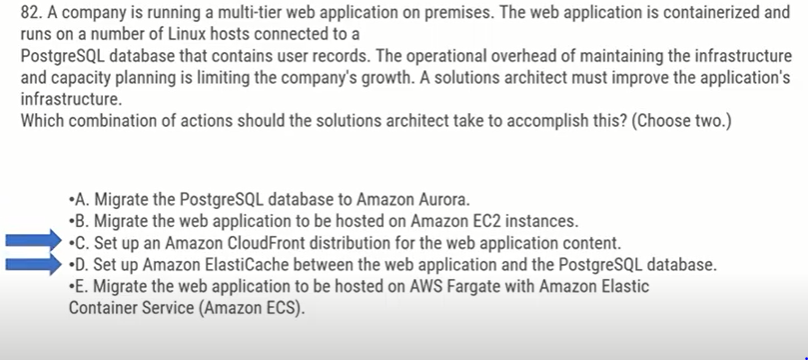 82. A company is running a multi-tier web application on premises. The web application is containerized and
runs on a number of Linux hosts connected to a
PostgreSQL database that contains user records. The operational overhead of maintaining the infrastructure
and capacity planning is limiting the company's growth. A solutions architect must improve the application's
infrastructure.
Which combination of actions should the solutions architect take to accomplish this? (Choose two.)
•A. Migrate the PostgreSQL database to Amazon Aurora.
•B. Migrate the web application to be hosted on Amazon EC2 instances.
•C. Set up an Amazon CloudFront distribution for the web application content.
•D. Set up Amazon ElastiCache between the web application and the PostgreSQL database.
•E. Migrate the web application to be hosted on AWS Fargate with Amazon Elastic
Container Service (Amazon ECS).